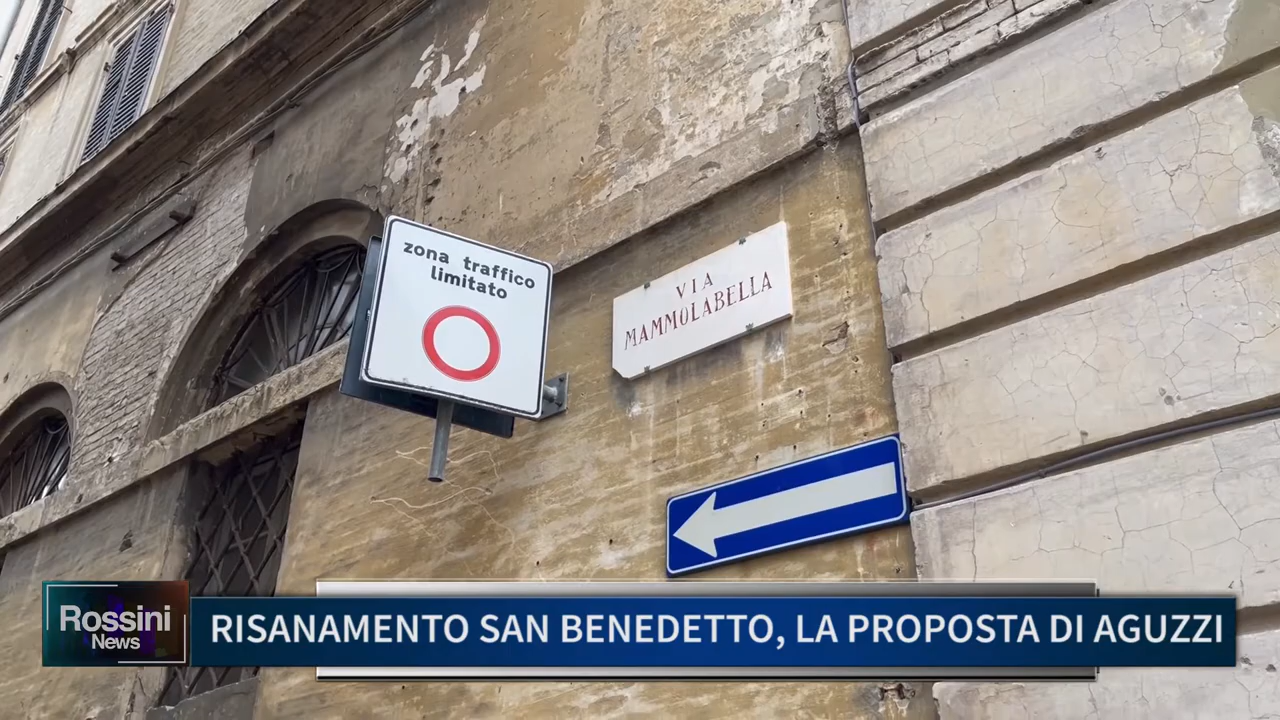 zona traffico
limitato
VIA
MAMMOLABELLA
Rossini
News
RISANAMENTO SAN BENEDETTO, LA PROPOSTA DI AGUZZI